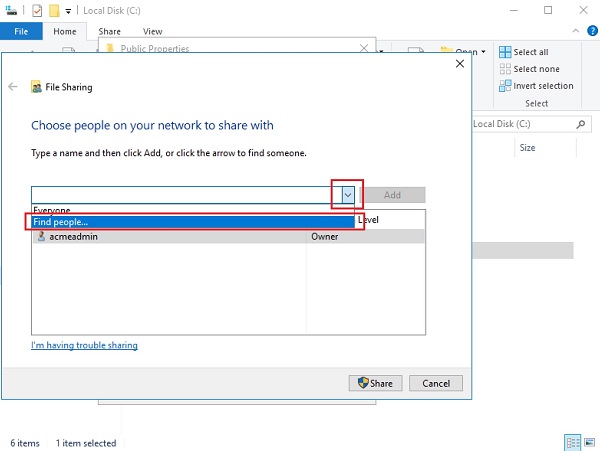 Local Disk (C:)
File
Home
Share
View
Public Properties
Open
Select all
Select none
Invert selection
Select
File Sharing
Local Disk (C:)
Choose people on your network to share with
Size
Type a name and then click Add, or click the arrow to find someone.
Add
Everyone
Find people...
Level
acmeadmin
Owner
I'm having trouble sharing
Share
Cancel
6 items
1 item selected